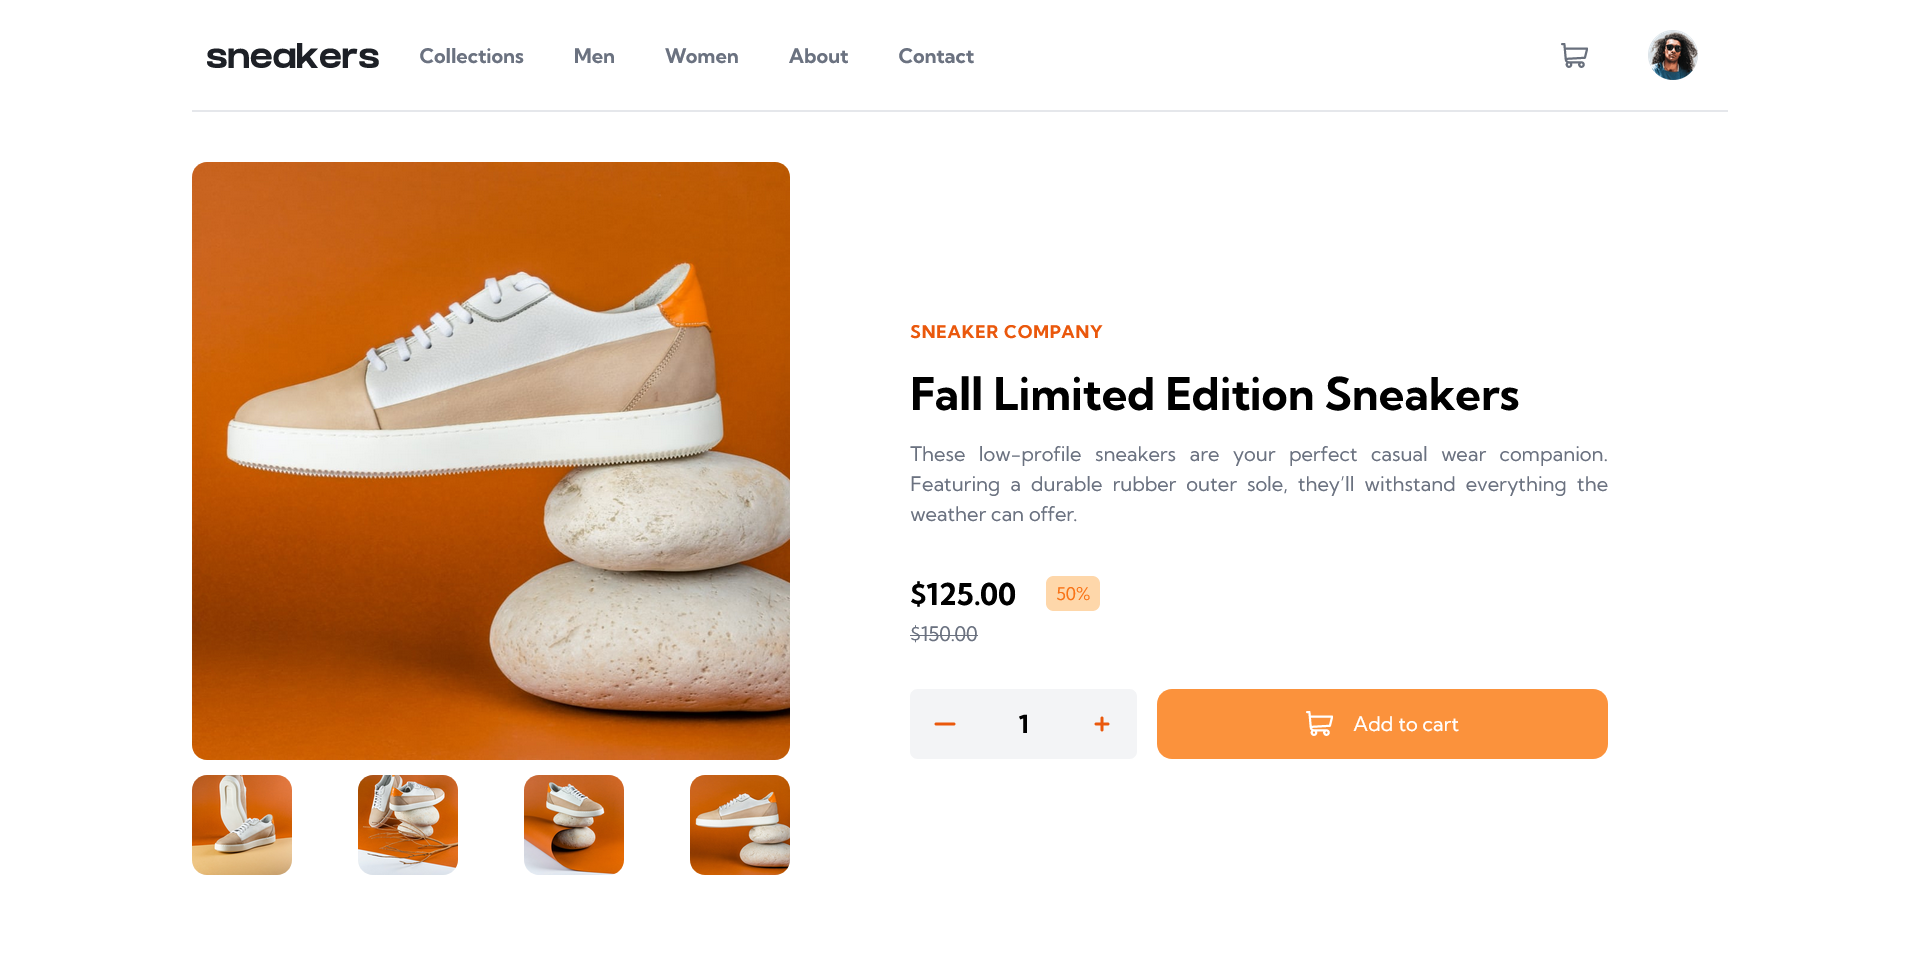 sneakers Collections Men Women About Contact
SNEAKER COMPANY
Fall Limited Edition Sneakers
These low-profile sneakers are your perfect casual wear companion.
Featuring a durable rubber outer sole, they’ll withstand everything the
weather can offer.
$125.00 50%
$150.00
1 Add to cart